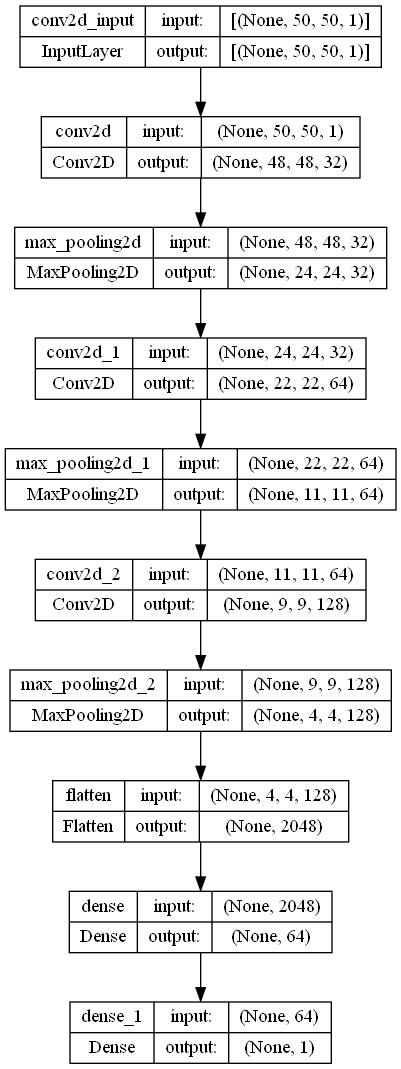 conv2d_input input: [(None, 50, 50, 1)]
InputLayer output: [(None, 50, 50, 1)]
conv2d input: (None, 50, 50, 1)
Conv2D output: (None, 48, 48, 32)
max_pooling2d input: (None, 48, 48, 32)
MaxPooling2D output: (None, 24, 24, 32)
conv2d_1 input: (None, 24, 24, 32)
Conv2D output: (None, 22, 22, 64)
max_pooling2d_1 input: (None, 22, 22, 64)
MaxPooling2D output: (None, 11, 11, 64)
conv2d_2 input: (None, 11, 11, 64)
Conv2D output: (None, 9, 9, 128)
max_pooling2d_2 input: (None, 9, 9, 128)
MaxPooling2D output: (None, 4, 4, 128)
flatten input: (None, 4, 4, 128)
Flatten output: (None, 2048)
dense input: (None, 2048)
Dense output: (None, 64)
dense_1 input: (None, 64)
Dense output: (None, 1)